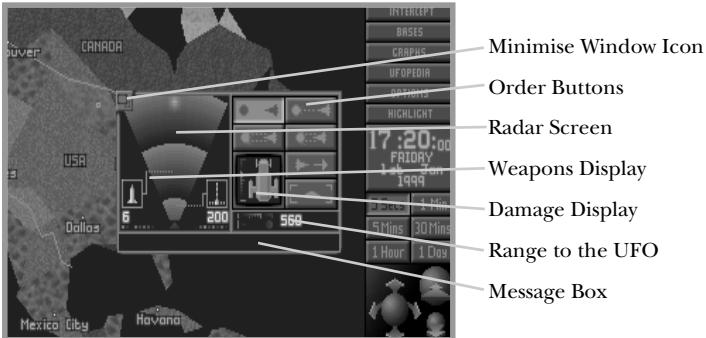 INTERCEPT
BASES
GRAPHS
UFOPEDIA
OPTIONS
HIGHLIGHT
17:20:00
FRIDAY
1st Jan
1999
5 Secs 1 Min
5 Mins 30 Mins
1 Hour 1 Day
CANADA
USA
Dallas
Mexico City
Havana
6
200
560
Minimise Window Icon
Order Buttons
Radar Screen
Weapons Display
Damage Display
Range to the UFO
Message Box